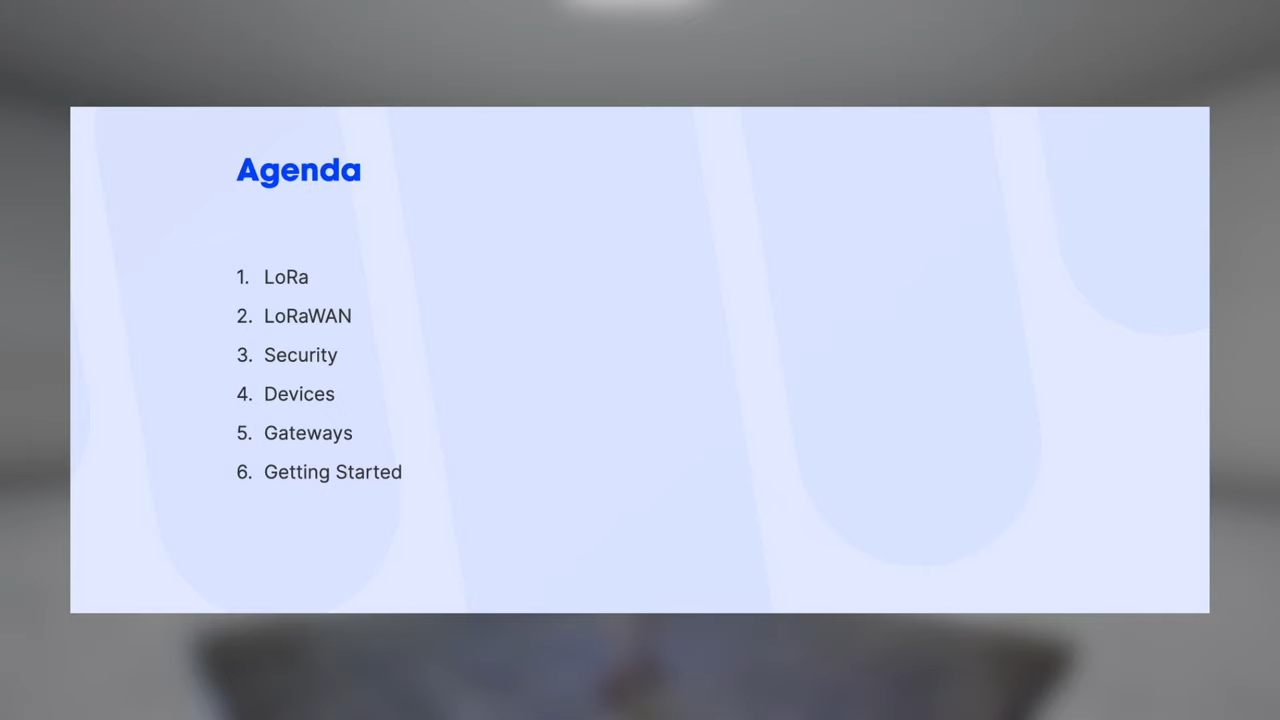 Agenda
1. LoRa
2. LoRaWAN
3. Security
4. Devices
5. Gateways
6. Getting Started